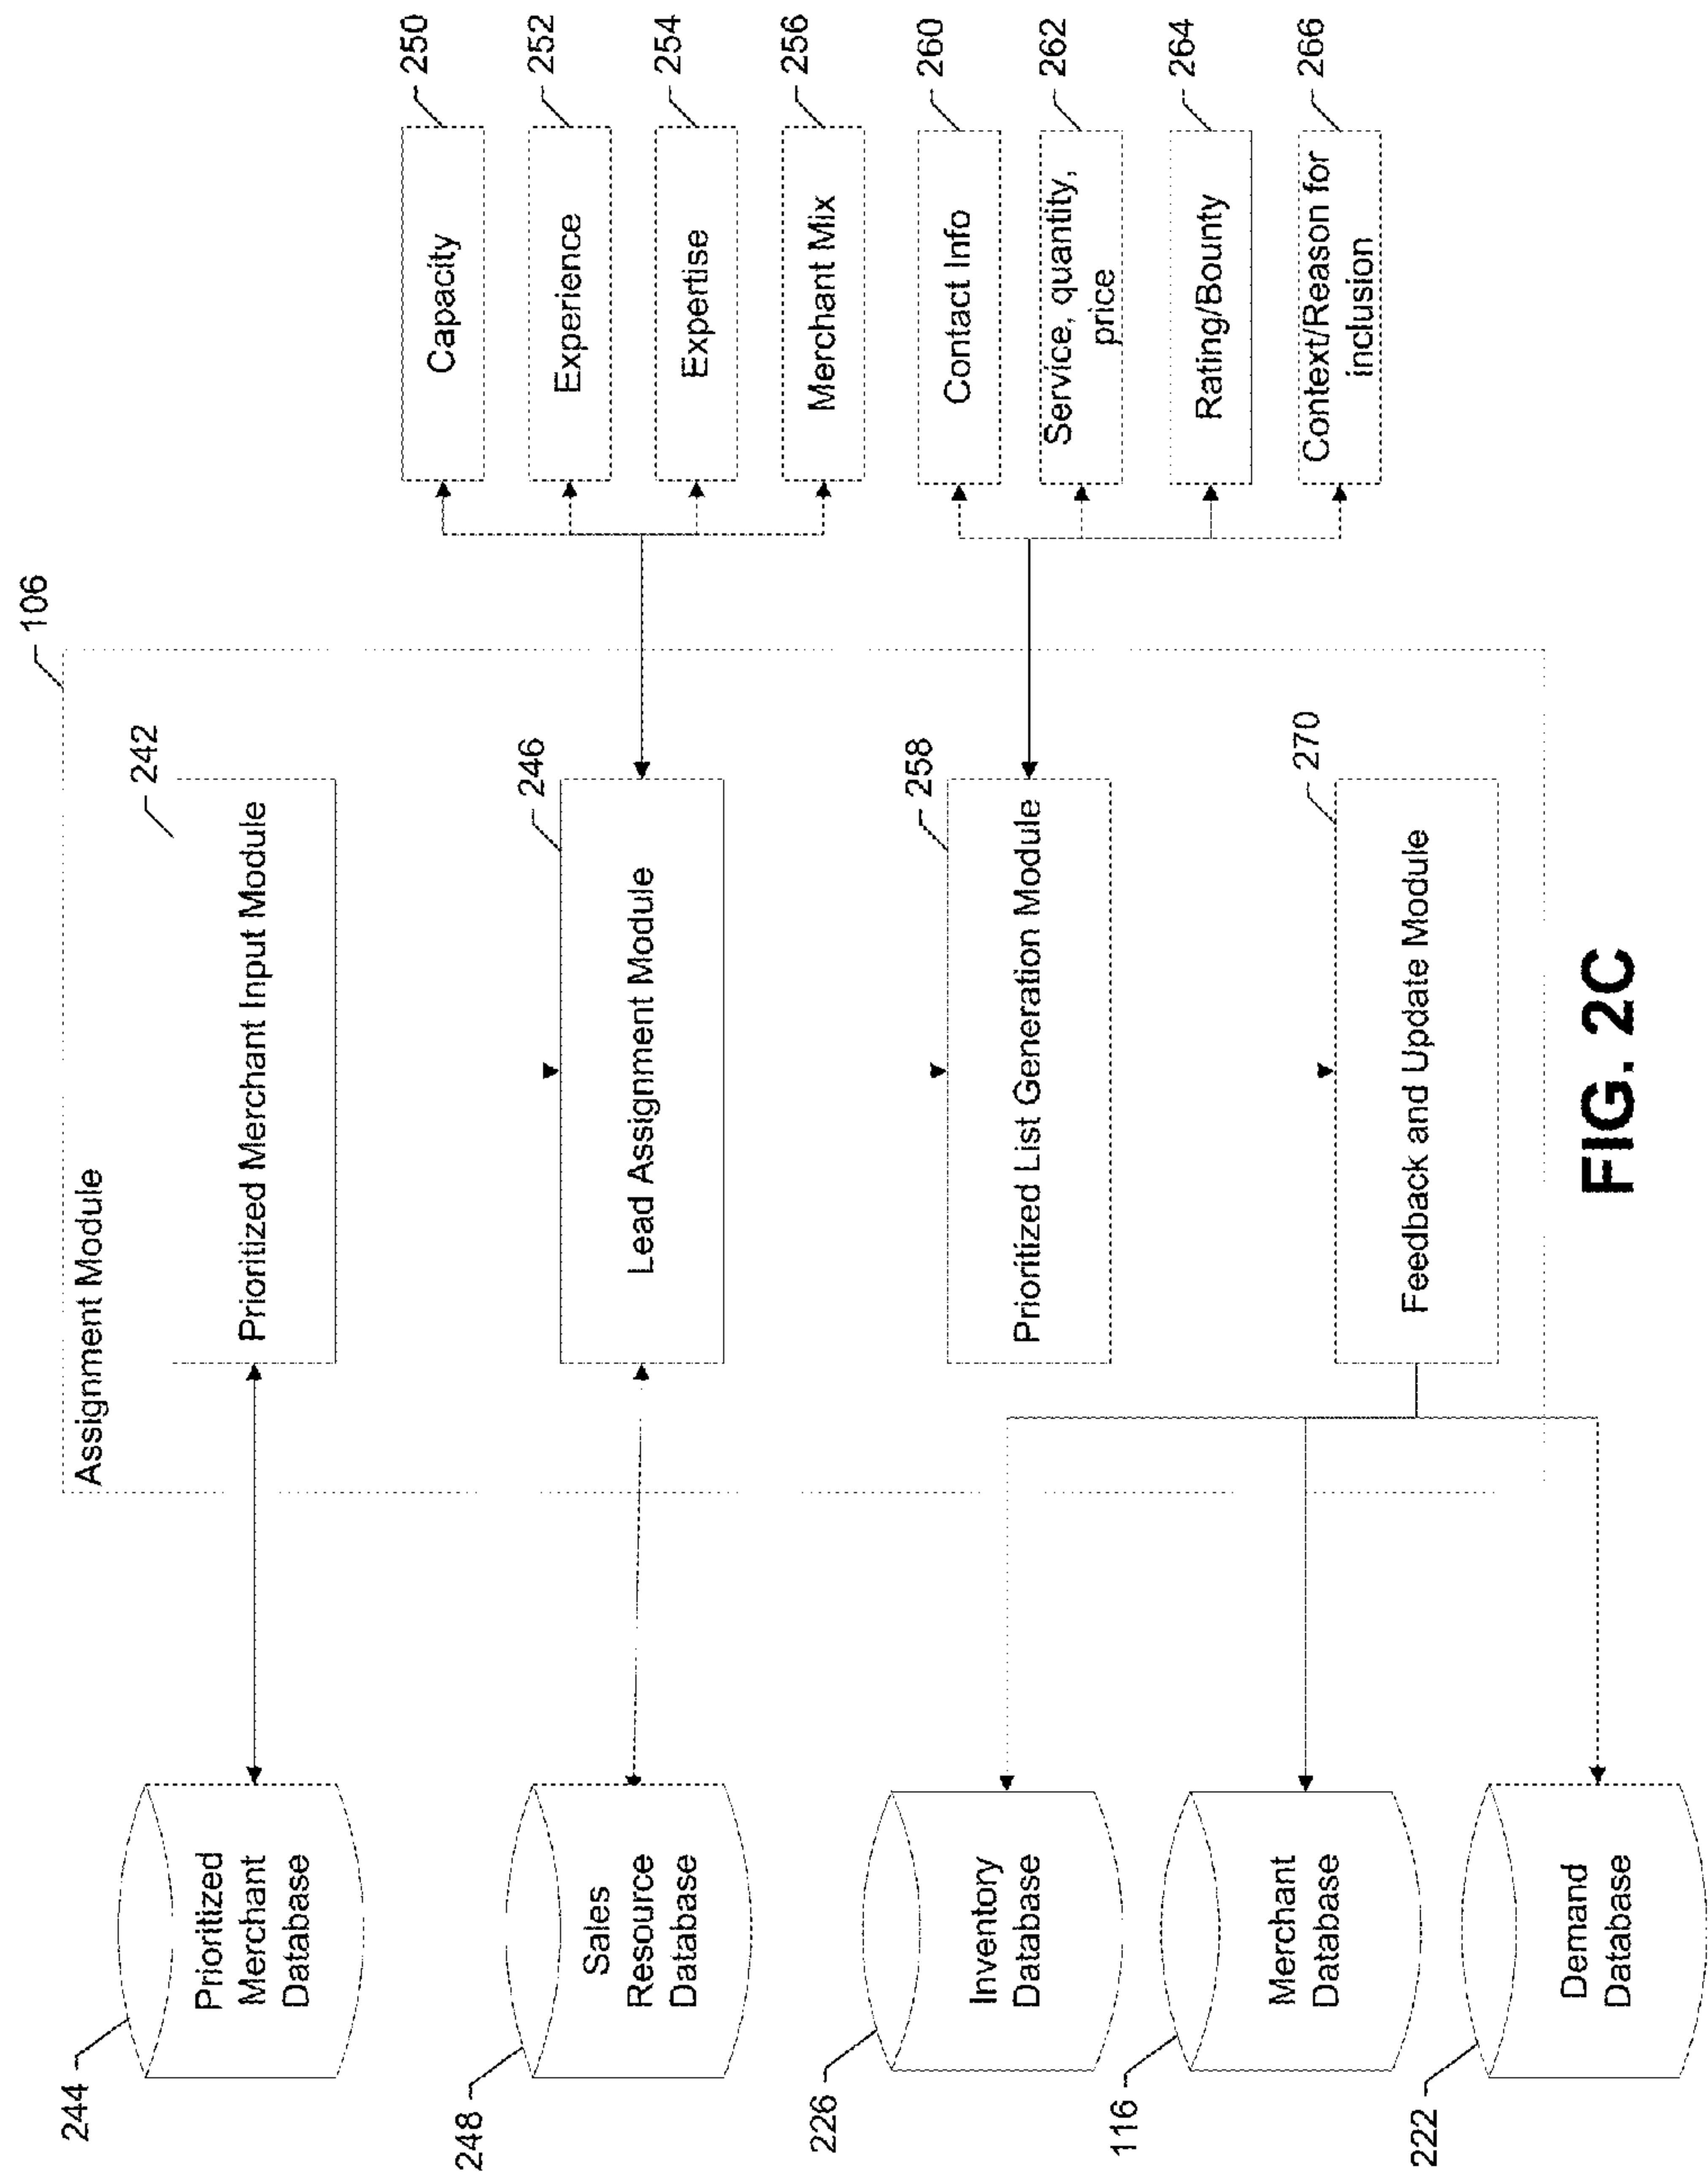 106
Assignment Module
244
Prioritized
Merchant
Database
242
Prioritized Merchant Input Module
248
Sales
Resource
Database
246
Lead Assignment Module
250
Capacity
252
Experience
254
Expertise
256
Merchant Mix
258
Prioritized List Generation Module
260
Contact Info
262
Service, quantity,
price
264
Rating/Bounty
266
Context/Reason for
inclusion
226
Inventory
Database
116
Merchant
Database
222
Demand
Database
270
Feedback and Update Module
FIG. 2C